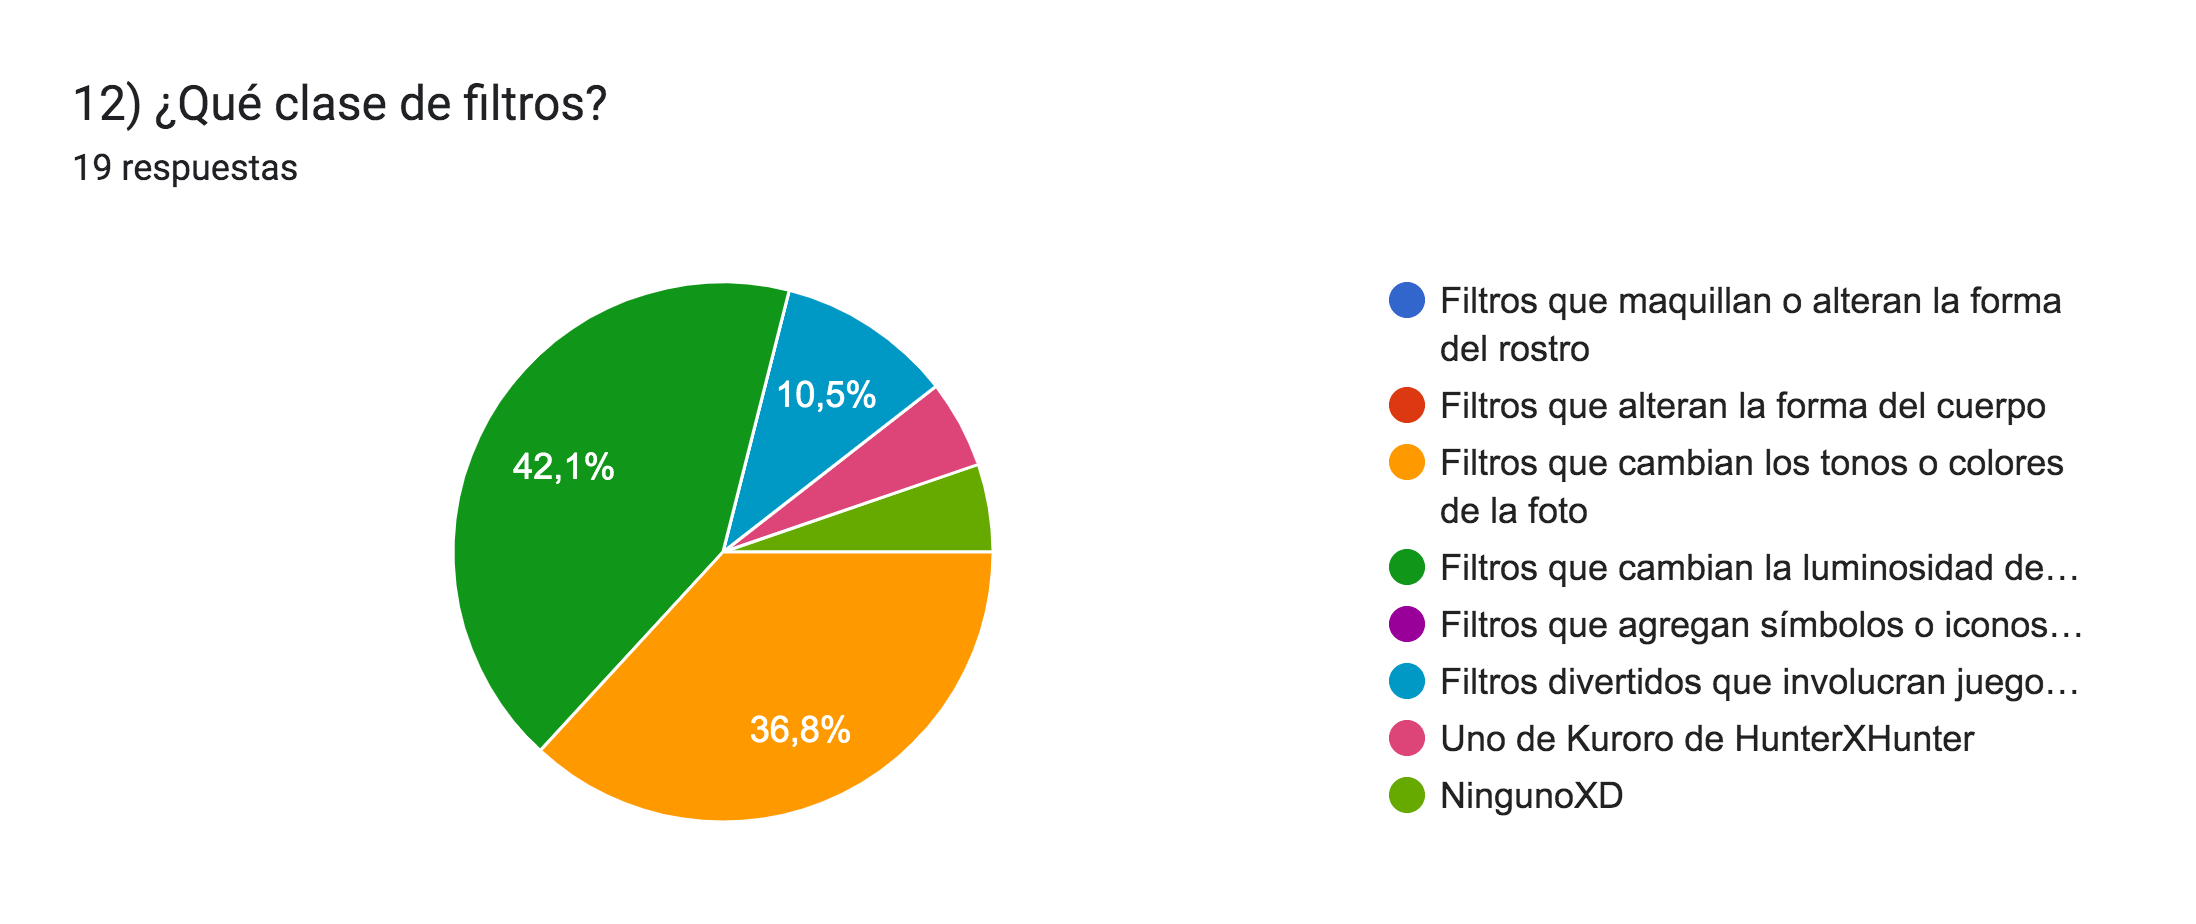 12) ¿Qué clase de filtros?
19 respuestas
10,5%
42,1%
36,8%
Filtros que maquillan o alteran la forma
del rostro
Filtros que alteran la forma del cuerpo
Filtros que cambian los tonos o colores
de la foto
Filtros que cambian la luminosidad de…
Filtros que agregan símbolos o iconos…
Filtros divertidos que involucran juego…
Uno de Kuroro de HunterXHunter
NingunoXD